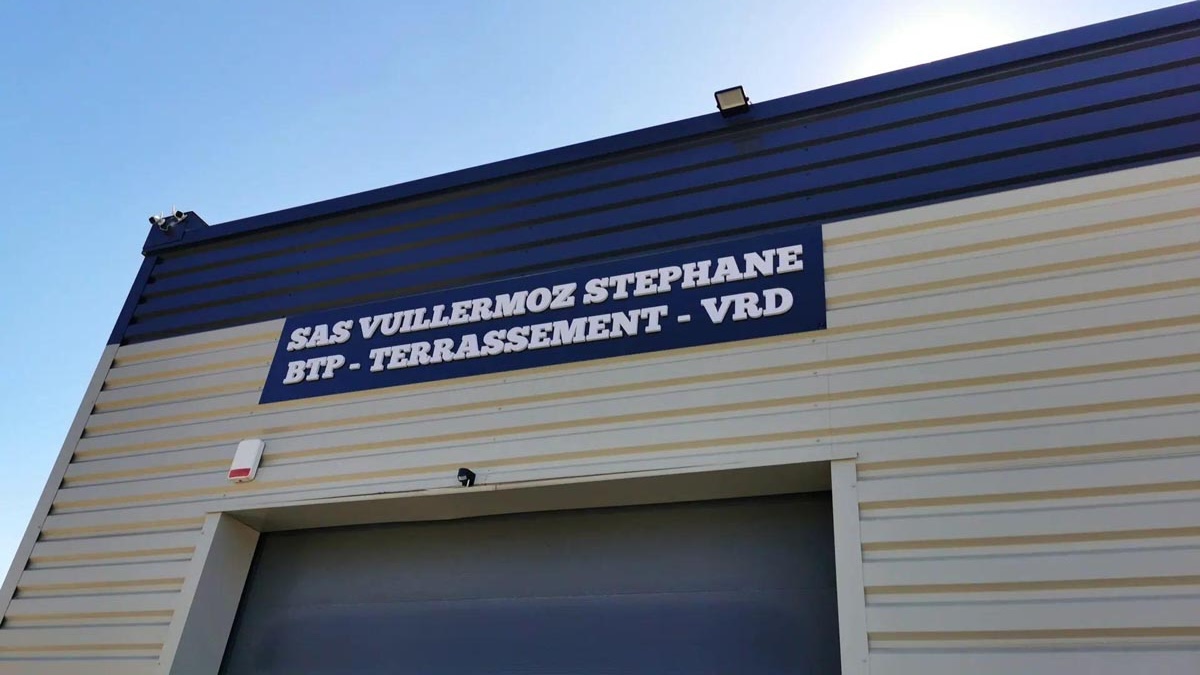 SAS VUILLERMOZ STEPHANE
BTP - TERRASSEMENT - VRD